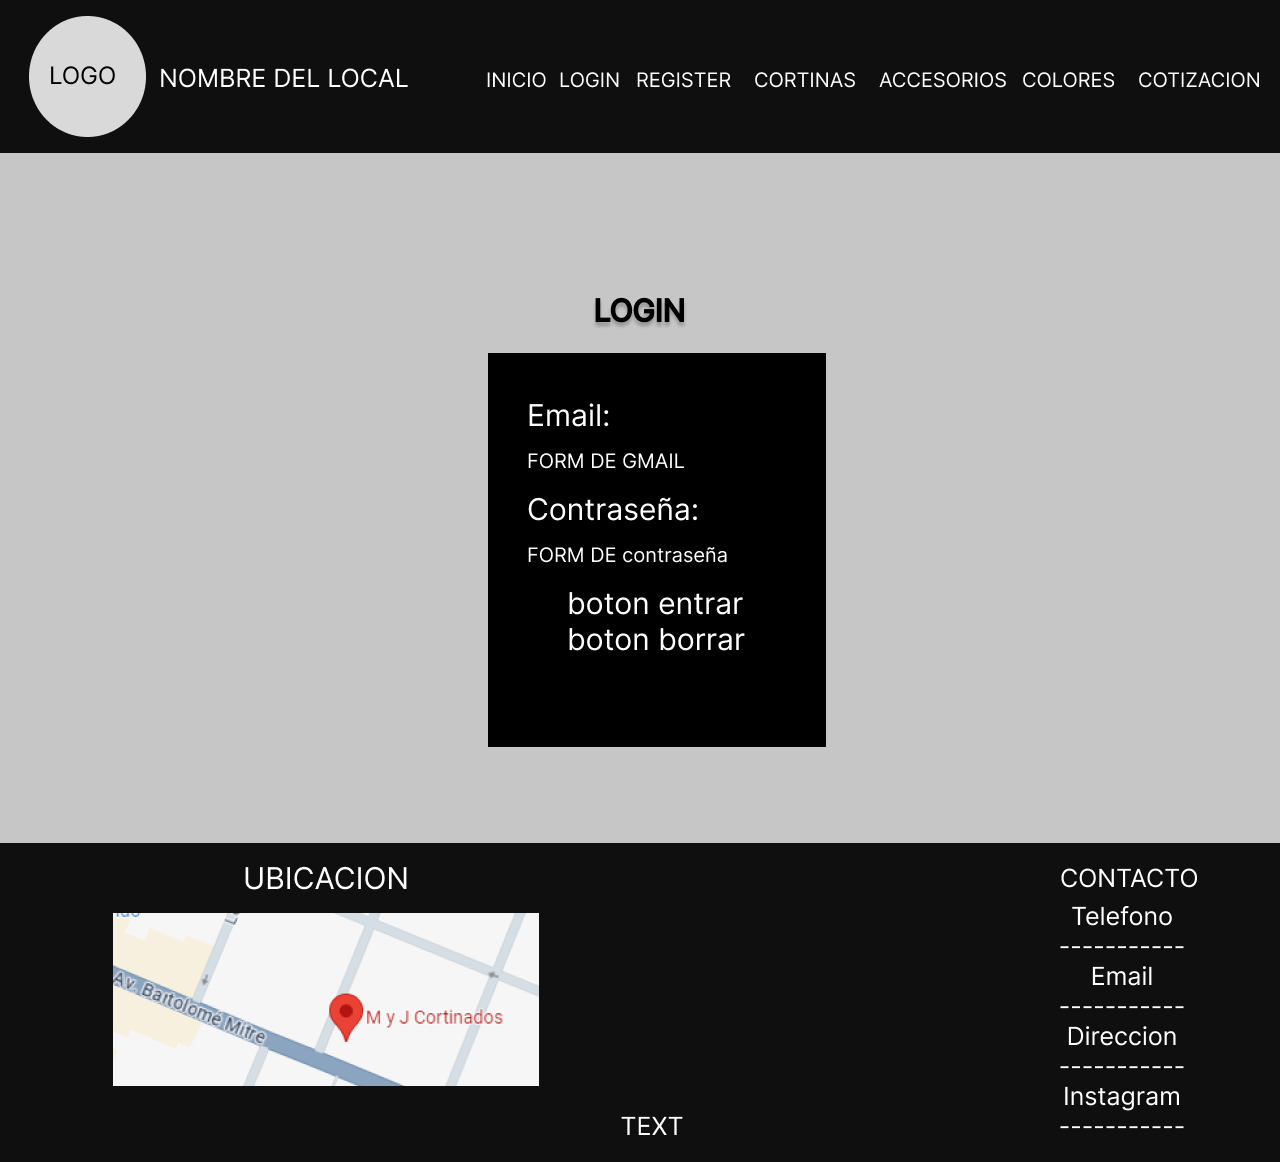 LOGO
NOMBRE DEL LOCAL
INICIO LOGIN REGISTER CORTINAS ACCESORIOS COLORES COTIZACION
LOGIN
Email:
FORM DE GMAIL
Contraseña:
FORM DE contraseña
boton entrar
boton borrar
UBICACION
Av. Bartolomé Mitre
M y J Cortinados
CONTACTO
Telefono
-----------
Email
-----------
Direccion
-----------
Instagram
-----------
TEXT